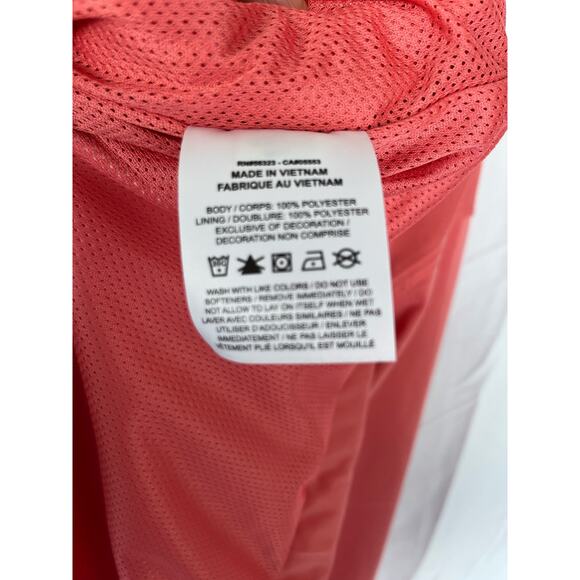 RN#56323 - CA#05553
MADE IN VIETNAM
FABRIQUE AU VIETNAM
BODY / CORPS: 100% POLYESTER
LINING / DOUBLURE: 100% POLYESTER
EXCLUSIVE OF DECORATION /
DECORATION NON COMPRISE
WASH WITH LIKE COLORS / DO NOT USE
SOFTENERS / REMOVE IMMEDIATELY / DO
NOT ALLOW TO LAY ON ITSELF WHEN WET
LAVER AVEC COULEURS SIMILAIRES / NE PAS
UTILISER D'ADOUCISSEUR / ENLEVER
IMMEDIATEMENT / NE PAS LAISSER LE
VÊTEMENT PLIÉ LORSQU'IL EST MOUILLÉ